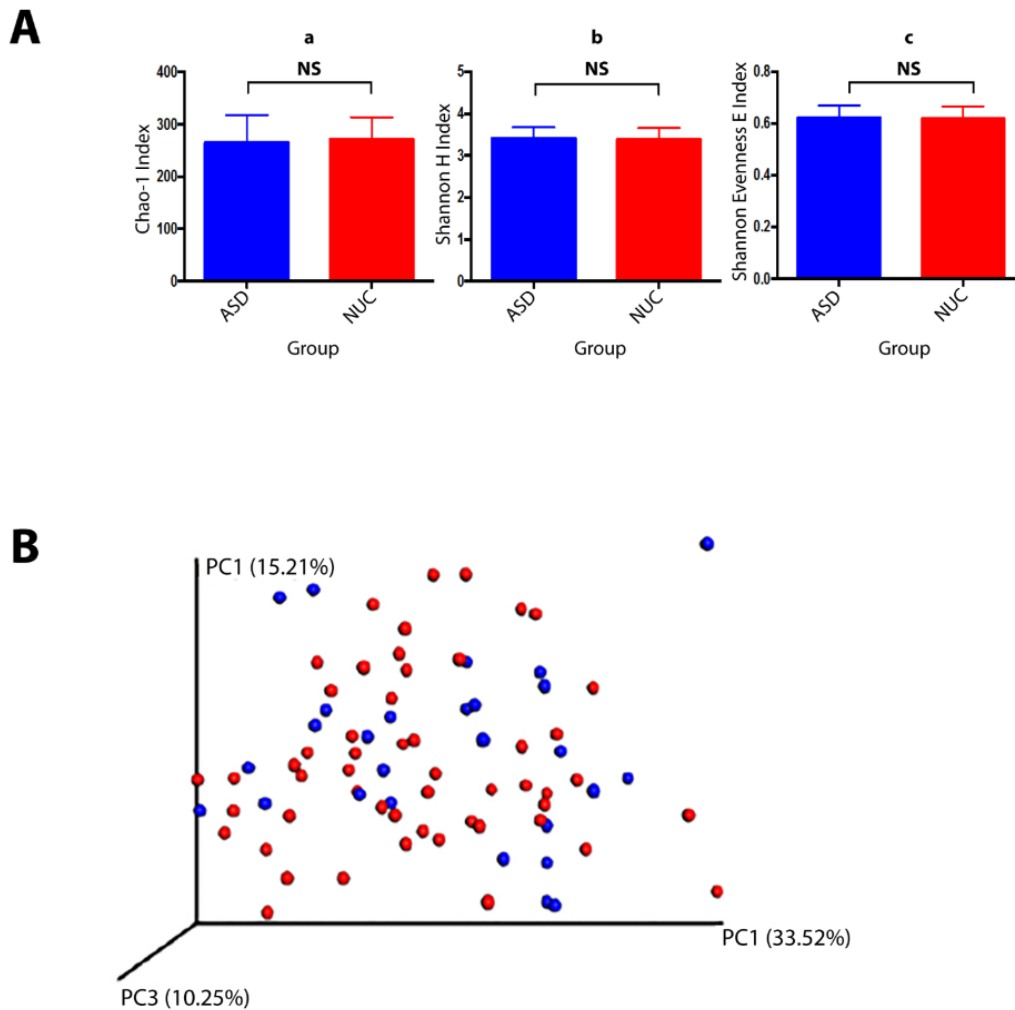 A
a
NS
400
300
200
100
0
Chao-1 Index
ASD
NUC
Group
b
NS
5
4
3
2
1
0
Shannon H Index
ASD
NUC
Group
c
NS
0.8
0.6
0.4
0.2
0.0
Shannon Evenness E Index
ASD
NUC
Group
B
PC1 (15.21%)
PC1 (33.52%)
PC3 (10.25%)